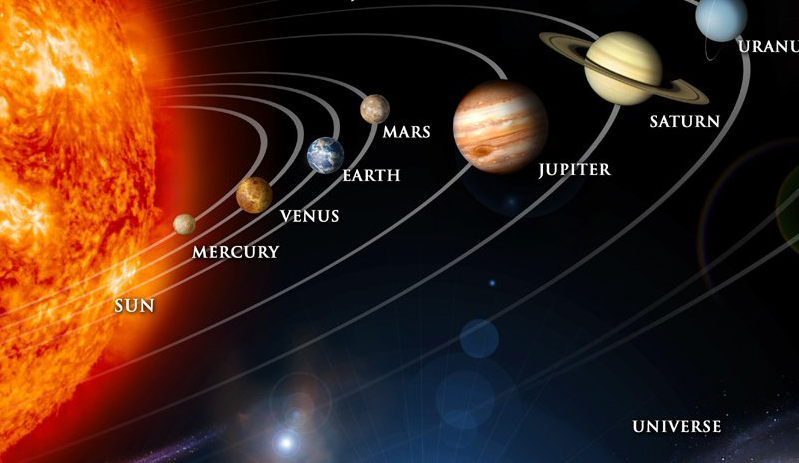 URANU
SATURN
MARS
JUPITER
EARTH
VENUS
MERCURY
SUN
UNIVERSE